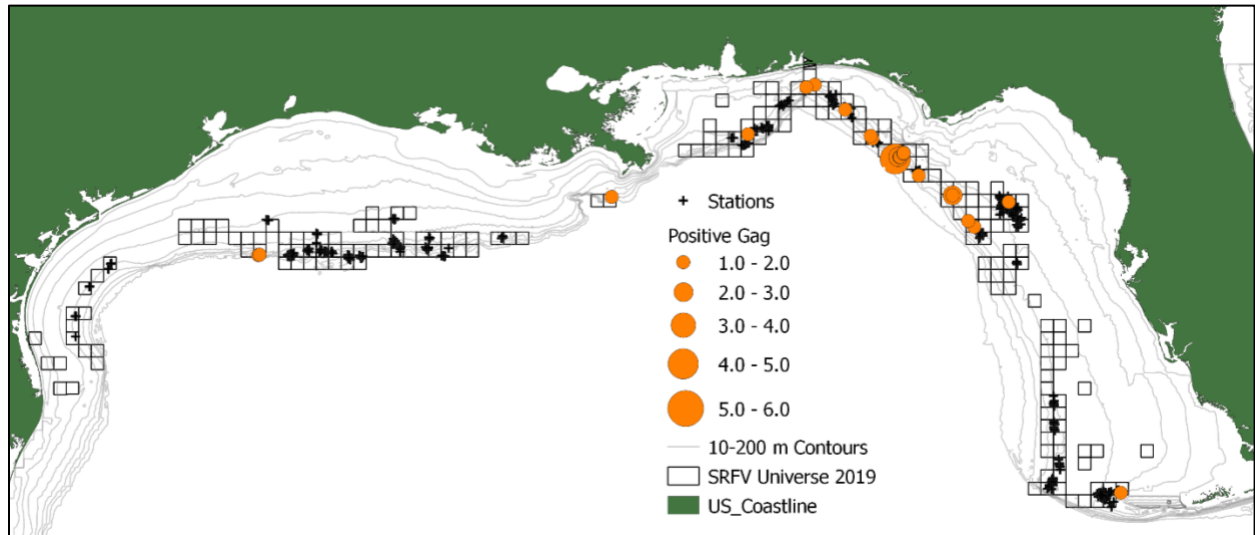 Stations
Positive Gag
1.0 - 2.0
2.0 - 3.0
3.0 - 4.0
4.0 - 5.0
5.0 - 6.0
10-200 m Contours
SRFV Universe 2019
US_Coastline